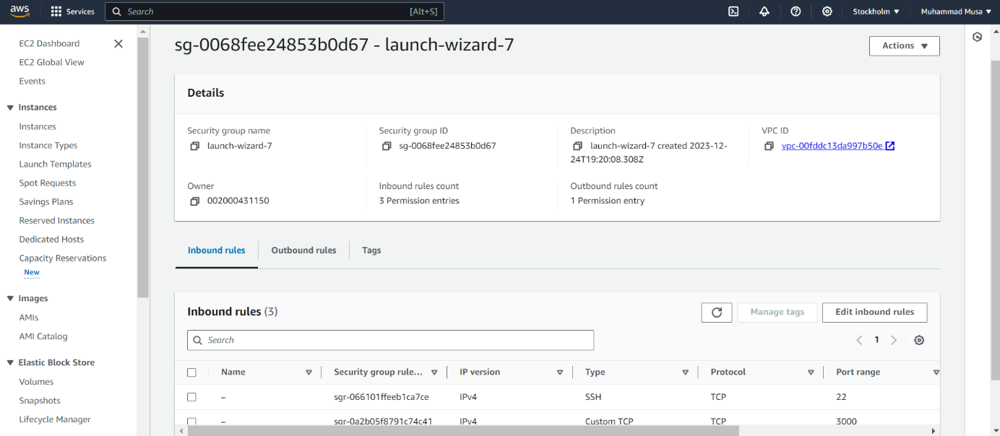 aws Services Search [Alt+S] Stockholm Muhammad Musa
EC2 Dashboard
EC2 Global View
Events
Instances
Instances
Instance Types
Launch Templates
Spot Requests
Savings Plans
Reserved Instances
Dedicated Hosts
Capacity Reservations
New
Images
AMIs
AMI Catalog
Elastic Block Store
Volumes
Snapshots
Lifecycle Manager
sg-0068fee24853b0d67 - launch-wizard-7
Actions
Details
Security group name
launch-wizard-7
Security group ID
sg-0068fee24853b0d67
Description
launch-wizard-7 created 2023-12-
24T19:20:08.308Z
VPC ID
vpc-00fddc13da997b50e
Owner
002000431150
Inbound rules count
3 Permission entries
Outbound rules count
1 Permission entry
Inbound rules Outbound rules Tags
Inbound rules (3)
Manage tags Edit inbound rules
Search
1
Name Security group rule... IP version Type Protocol Port range
– sgr-066101ffeeb1ca7ce IPv4 SSH TCP 22
– sgr-0a2b05f8791c74c41 IPv4 Custom TCP TCP 3000